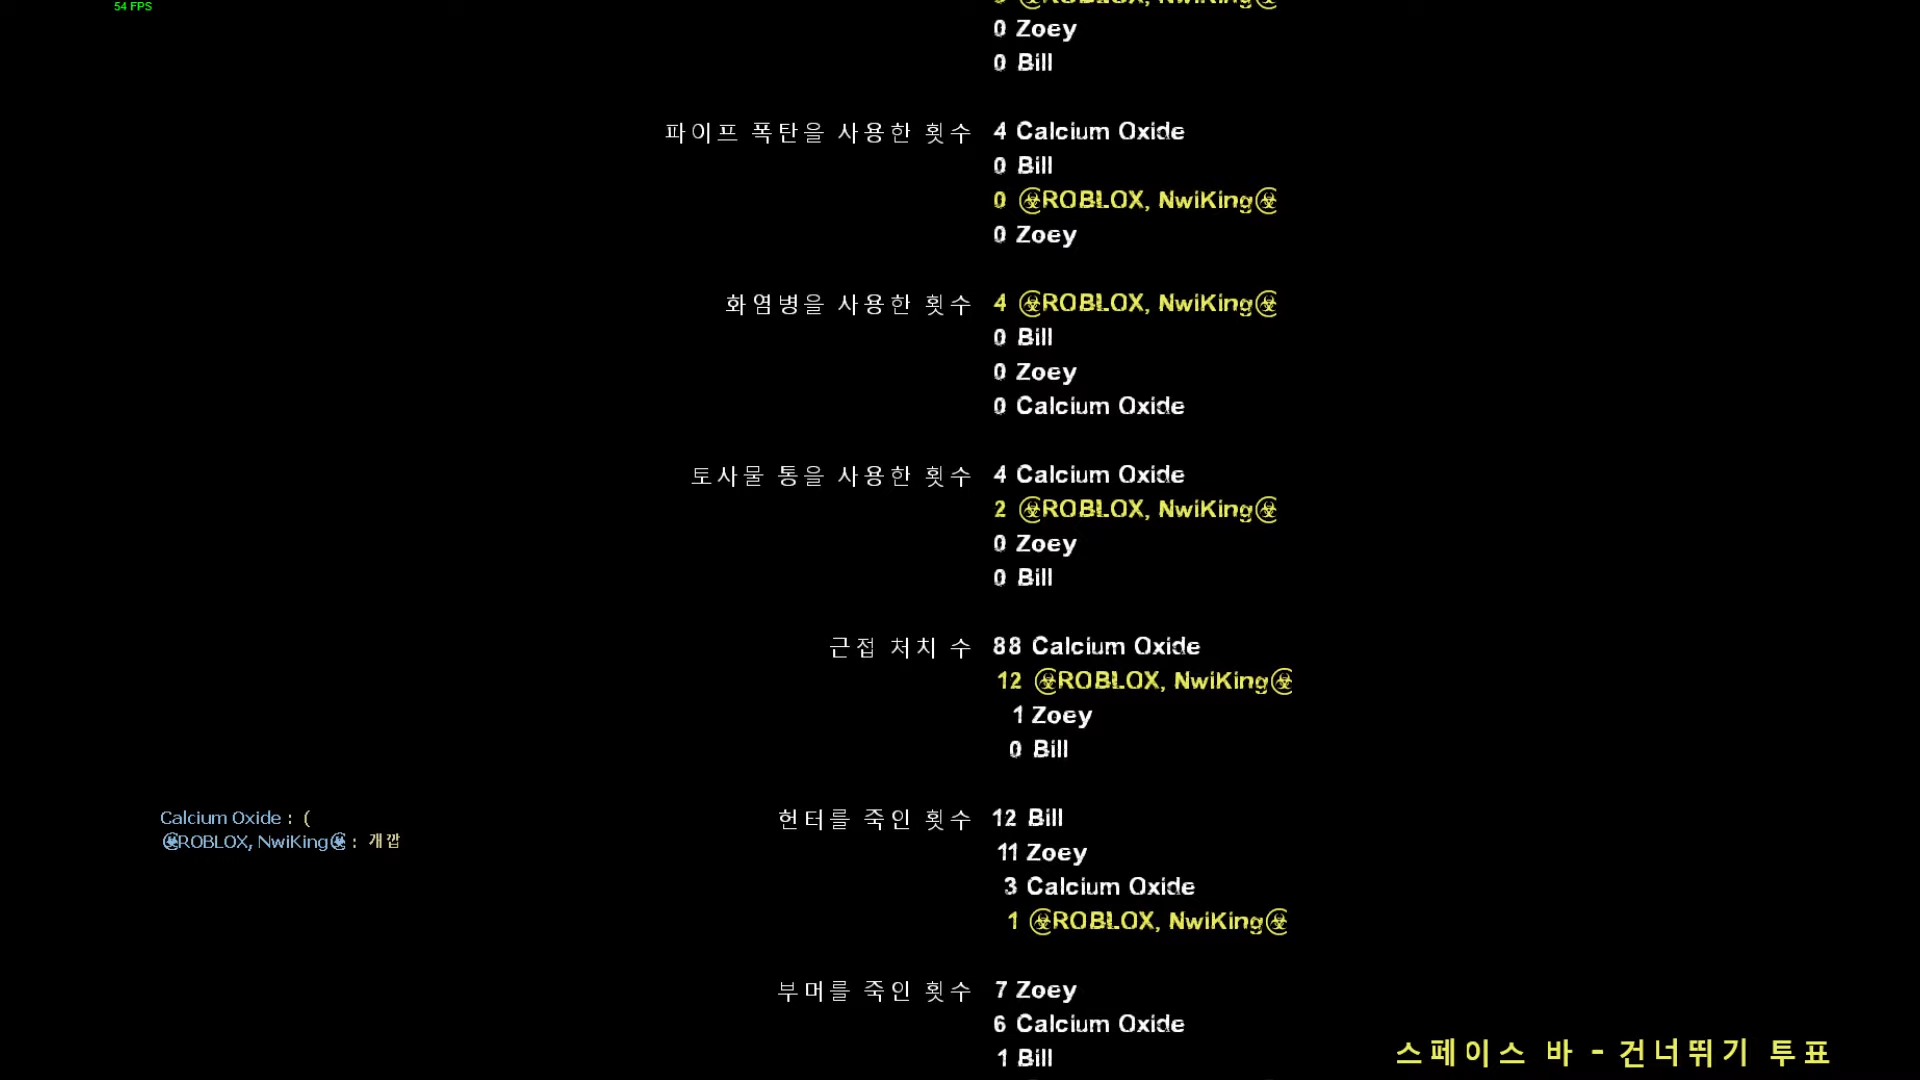 54 FPS
0 ☣ROBLOX, NwiKing☣
0 Zoey
0 Bill
파이프 폭탄을 사용한 횟수 4 Calcium Oxide
0 Bill
0 ☣ROBLOX, NwiKing☣
0 Zoey
화염병을 사용한 횟수 4 ☣ROBLOX, NwiKing☣
0 Bill
0 Zoey
0 Calcium Oxide
토사물 통을 사용한 횟수 4 Calcium Oxide
2 ☣ROBLOX, NwiKing☣
0 Zoey
0 Bill
근접 처치 수 88 Calcium Oxide
12 ☣ROBLOX, NwiKing☣
1 Zoey
0 Bill
헌터를 죽인 횟수 12 Bill
11 Zoey
3 Calcium Oxide
1 ☣ROBLOX, NwiKing☣
Calcium Oxide : (
☣ROBLOX, NwiKing☣ : 개깝
부머를 죽인 횟수 7 Zoey
6 Calcium Oxide
1 Bill
스페이스 바 - 건너뛰기 투표